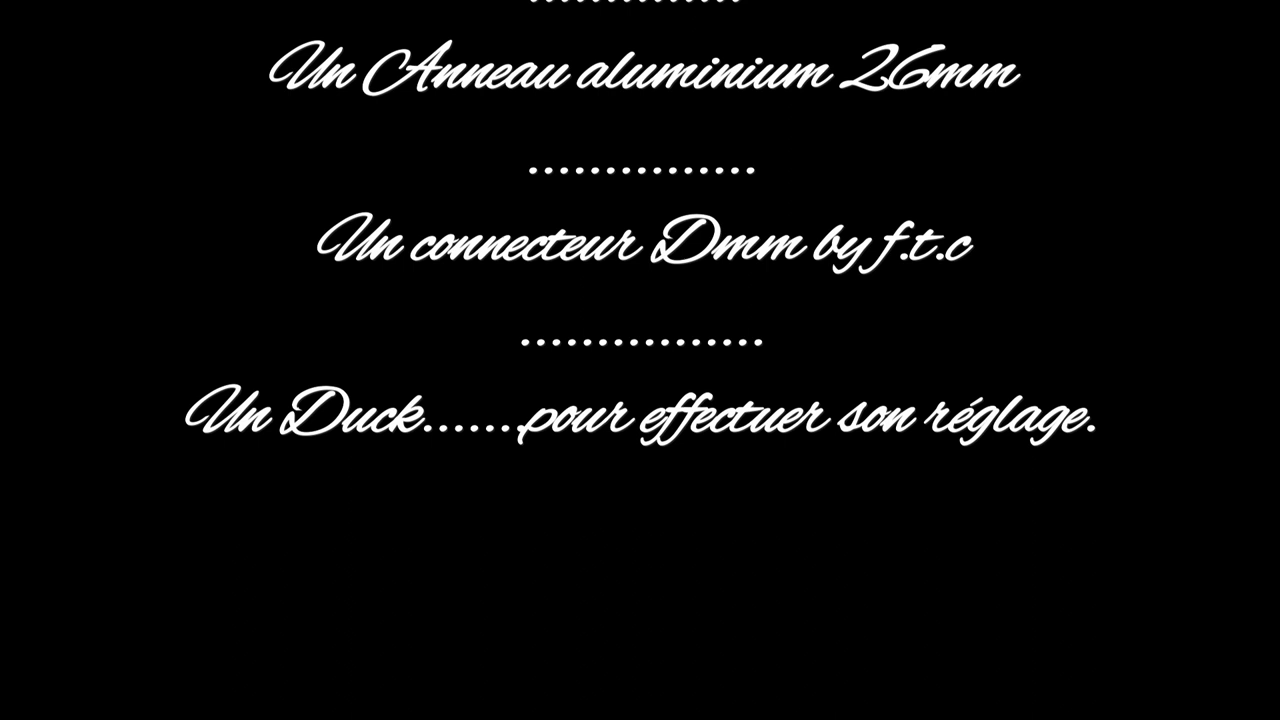 ..............
Un Anneau aluminium 26mm
...............
Un connecteur Dmm by f.t.c
................
Un Duck.......pour effectuer son réglage.